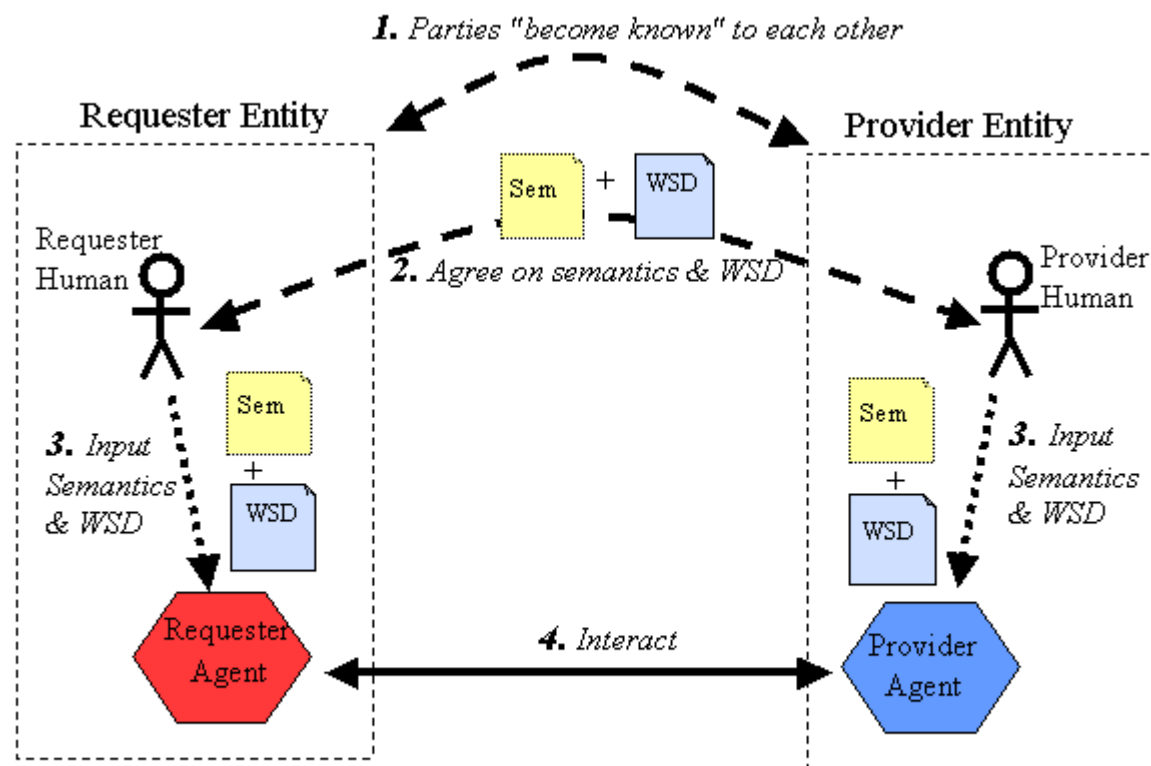 1. Parties "become known" to each other
Requester Entity
Provider Entity
Sem
+
WSD
Requester
Human
2. Agree on semantics & WSD
Provider
Human
Sem
+
WSD
3. Input
Semantics
& WSD
Sem
+
WSD
3. Input
Semantics
& WSD
Requester
Agent
4. Interact
Provider
Agent